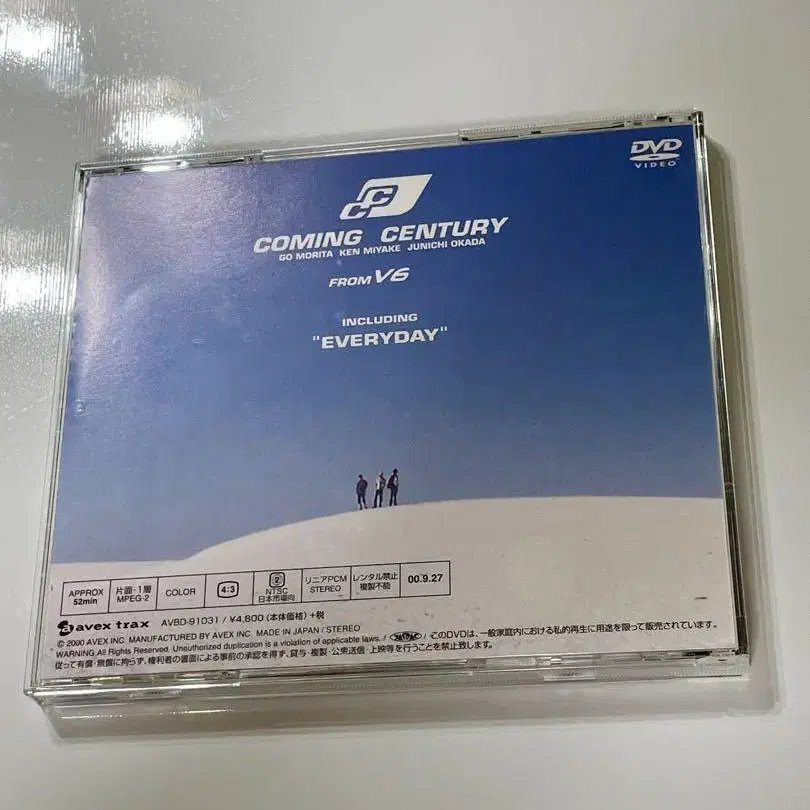 DVD
VIDEO
CCC
COMING CENTURY
GO MORITA KEN MIYAKE JUNICHI OKADA
FROM V6
INCLUDING
"EVERYDAY"
APPROX 52min 片面・1層 MPEG-2 COLOR 4:3 2 NTSC 日本市場向 リニアPCM STEREO レンタル禁止 複製不能 00.9.27
avex trax AVBD-91031 / ¥4,800 (本体価格) +税
© 2000 AVEX INC. MANUFACTURED BY AVEX INC. MADE IN JAPAN / STEREO
WARNING All Rights Reserved. Unauthorized duplication is a violation of applicable laws. / / このDVDは、一般家庭内における私的再生に用途を限って販売されています。
従って有償・無償に拘らず、権利者の書面による事前の承認を得ず、貸与・複製・公衆送信・上映等を行うことを禁止致します。